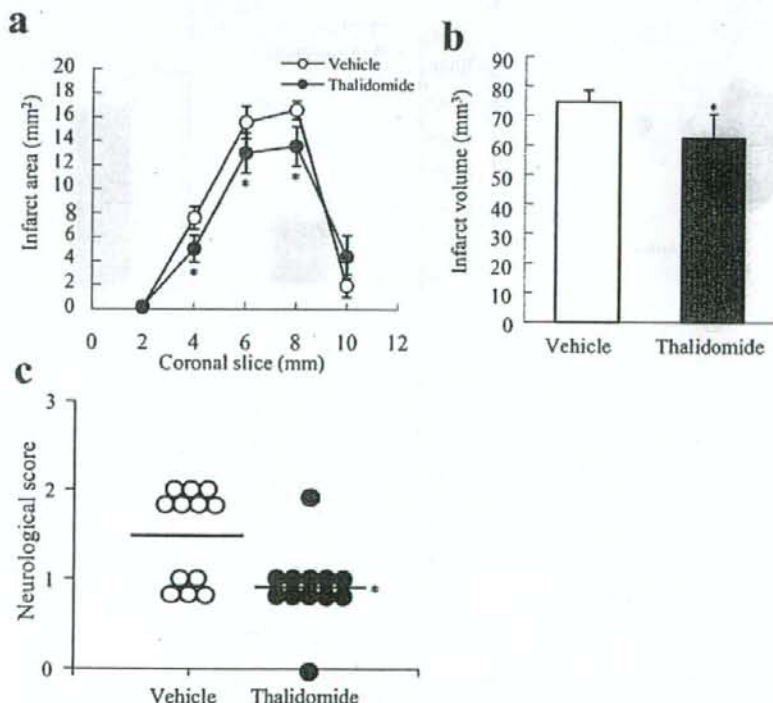 a
Vehicle
Thalidomide
Infarct area (mm²)
20
18
16
14
12
10
8
6
4
2
0
0 2 4 6 8 10 12
Coronal slice (mm)
*
*
*
b
Infarct volume (mm³)
90
80
70
60
50
40
30
20
10
0
*
Vehicle Thalidomide
c
Neurological score
3
2
1
0
*
Vehicle Thalidomide